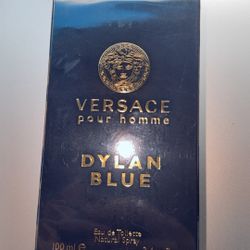 VERSACE
pour homme
DYLAN
BLUE
Eau de Toilette
Natural Spray
100 ml e